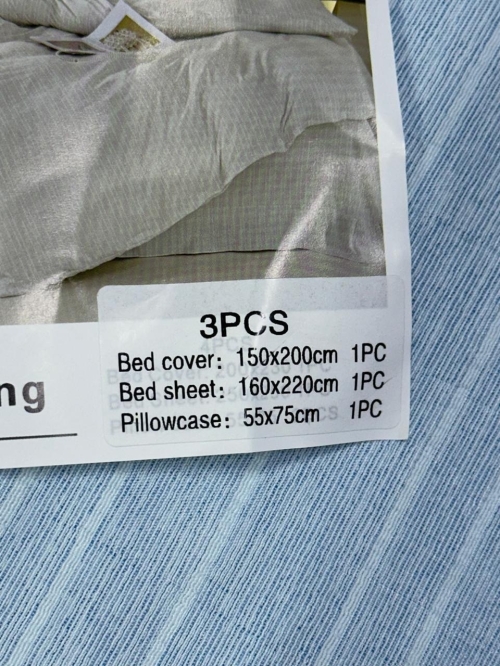 3PCS
Bed cover: 150x200cm 1PC
Bed sheet: 160x220cm 1PC
Pillowcase: 55x75cm 1PC
ng